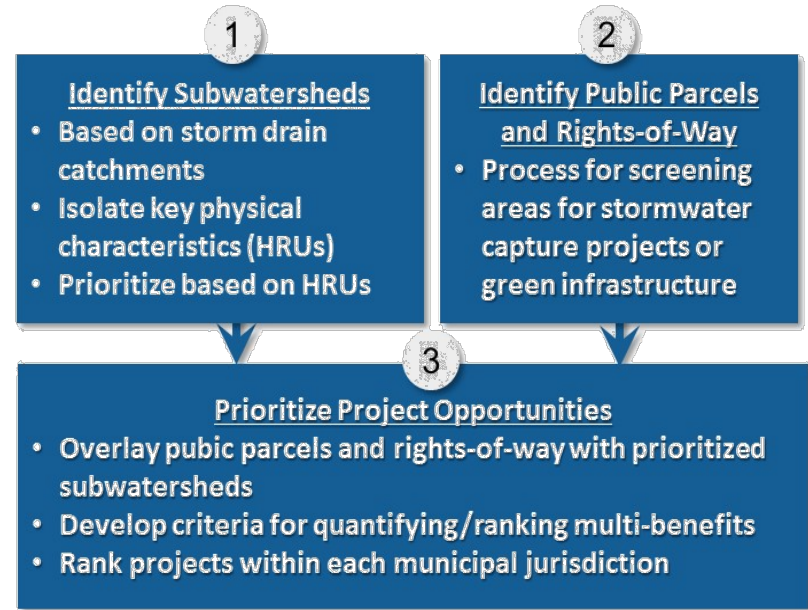 1
Identify Subwatersheds
• Based on storm drain
catchments
• Isolate key physical
characteristics (HRUs)
• Prioritize based on HRUs
2
Identify Public Parcels
and Rights-of-Way
• Process for screening
areas for stormwater
capture projects or
green infrastructure
3
Prioritize Project Opportunities
• Overlay pubic parcels and rights-of-way with prioritized
subwatersheds
• Develop criteria for quantifying/ranking multi-benefits
• Rank projects within each municipal jurisdiction